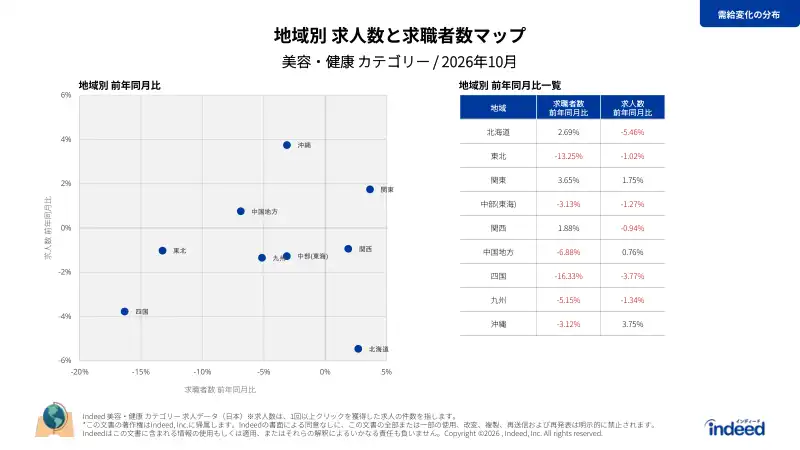 需給変化の分布
地域別 求人数と求職者数マップ
美容・健康 カテゴリー / 2026年10月
地域別 前年同月比
6%
4%
2%
0%
-2%
-4%
-6%
-20%
-15%
-10%
-5%
0%
5%
求人数 前年同月比
求職者数 前年同月比
沖縄
関東
中国地方
東北
九州
中部(東海)
関西
四国
北海道
地域別 前年同月比一覧
地域 求職者数 前年同月比 求人数 前年同月比
北海道 2.69% -5.46%
東北 -13.25% -1.02%
関東 3.65% 1.75%
中部(東海) -3.13% -1.27%
関西 1.88% -0.94%
中国地方 -6.88% 0.76%
四国 -16.33% -3.77%
九州 -5.15% -1.34%
沖縄 -3.12% 3.75%
Indeed 美容・健康 カテゴリー 求人データ（日本）※求人数は、1回以上クリックを獲得した求人の件数を指します。
*この文書の著作権はIndeed, Inc.に帰属します。Indeedの書面による同意なしに、この文書の全部または一部の使用、改変、複製、再送信および再発表は明示的に禁止されます。
Indeedはこの文書に含まれる情報の使用もしくは適用、またはそれらの解釈によるいかなる責任も負いません。Copyright ©2026 , Indeed, Inc. All rights reserved.
インディード
indeed